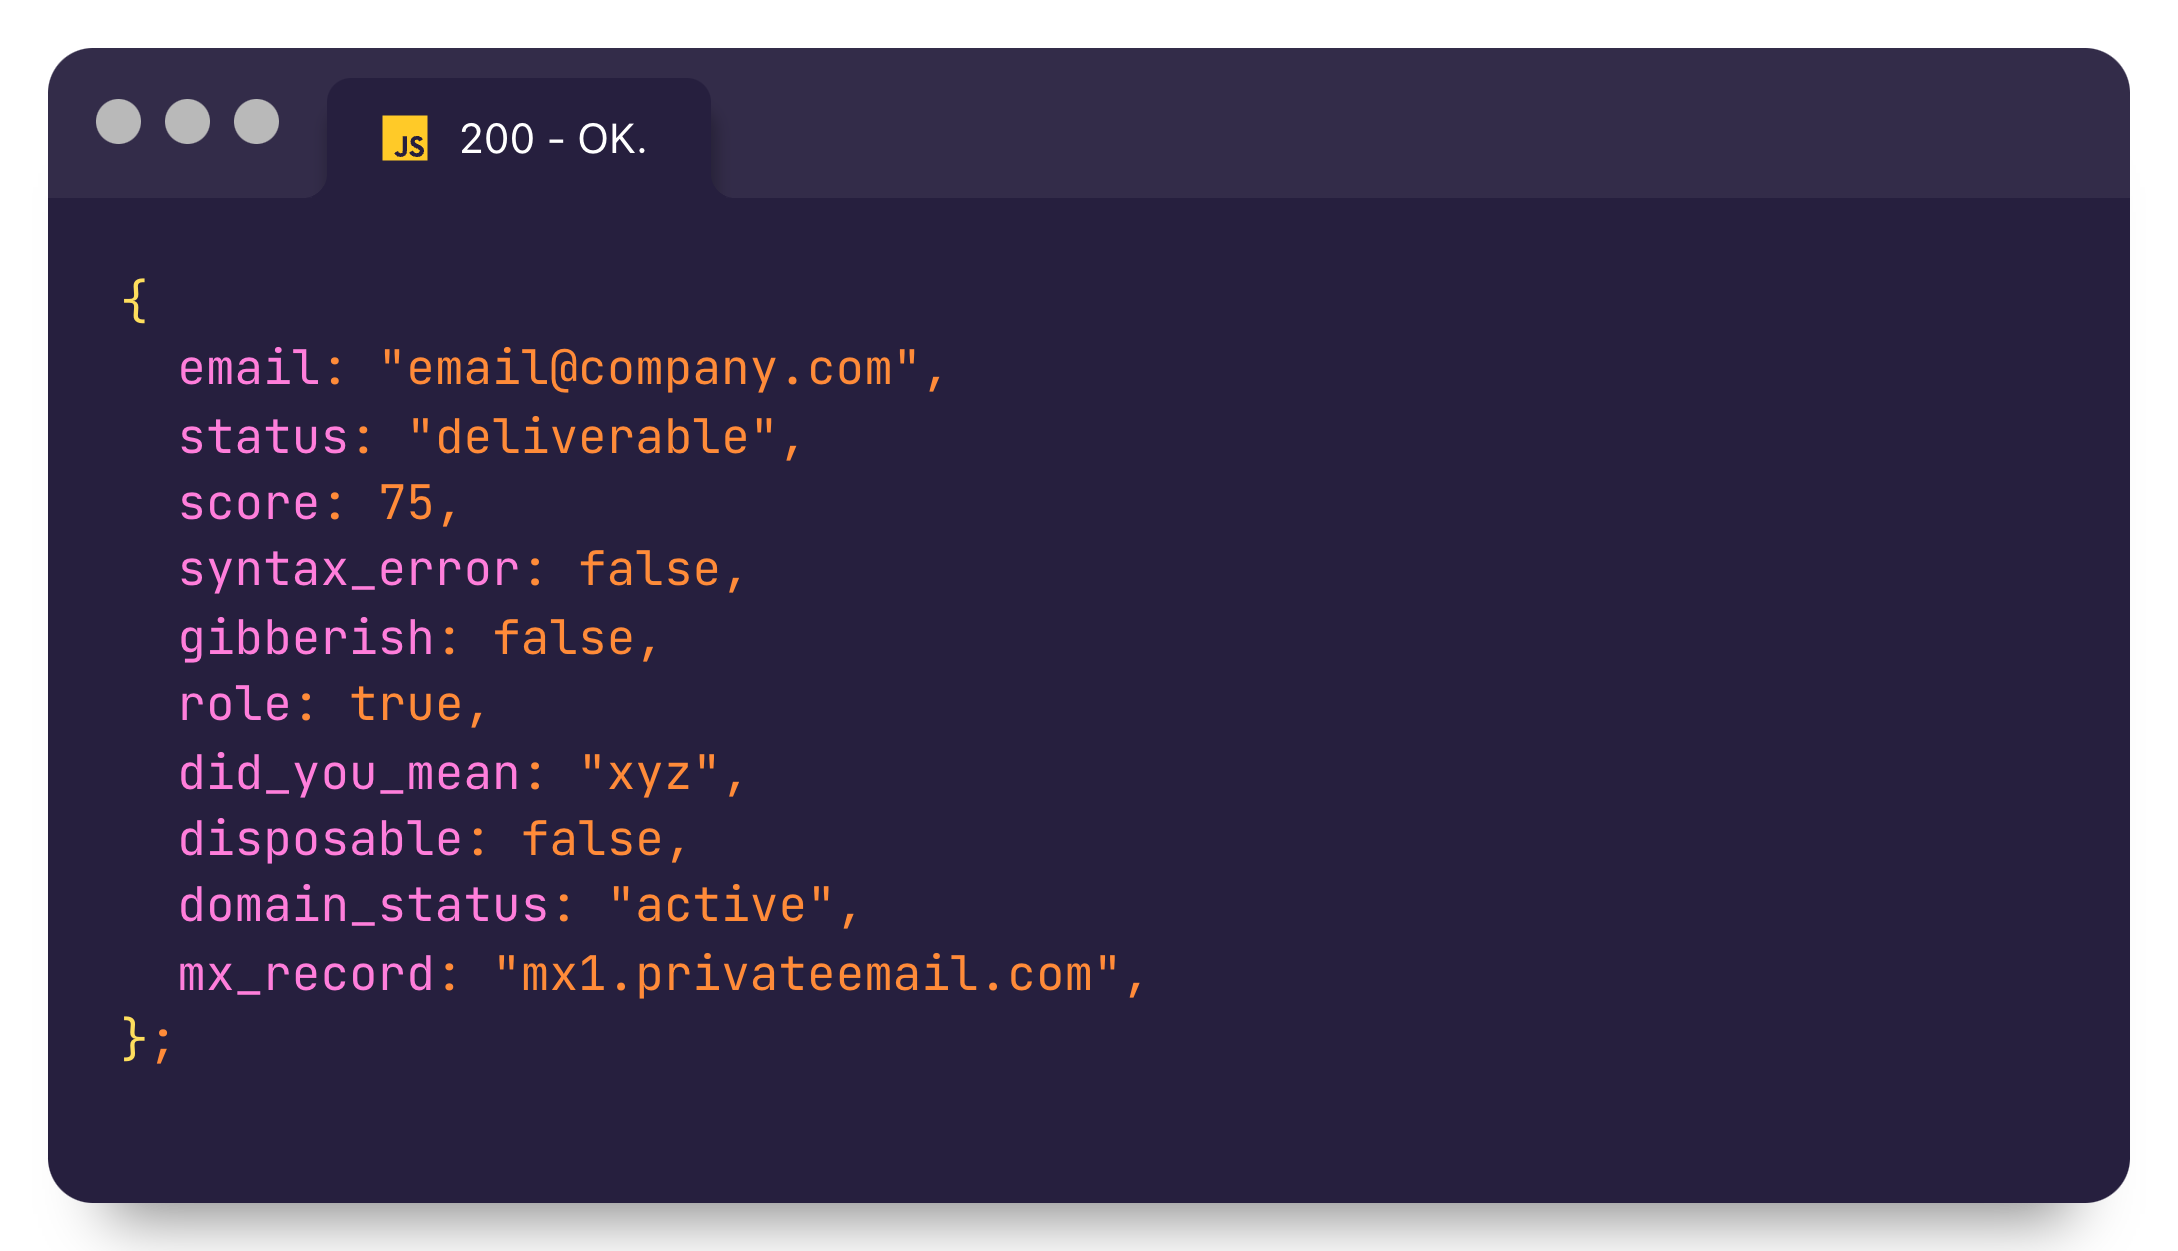 JS 200 - OK.
{
  email: "email@company.com",
  status: "deliverable",
  score: 75,
  syntax_error: false,
  gibberish: false,
  role: true,
  did_you_mean: "xyz",
  disposable: false,
  domain_status: "active",
  mx_record: "mx1.privateemail.com",
};